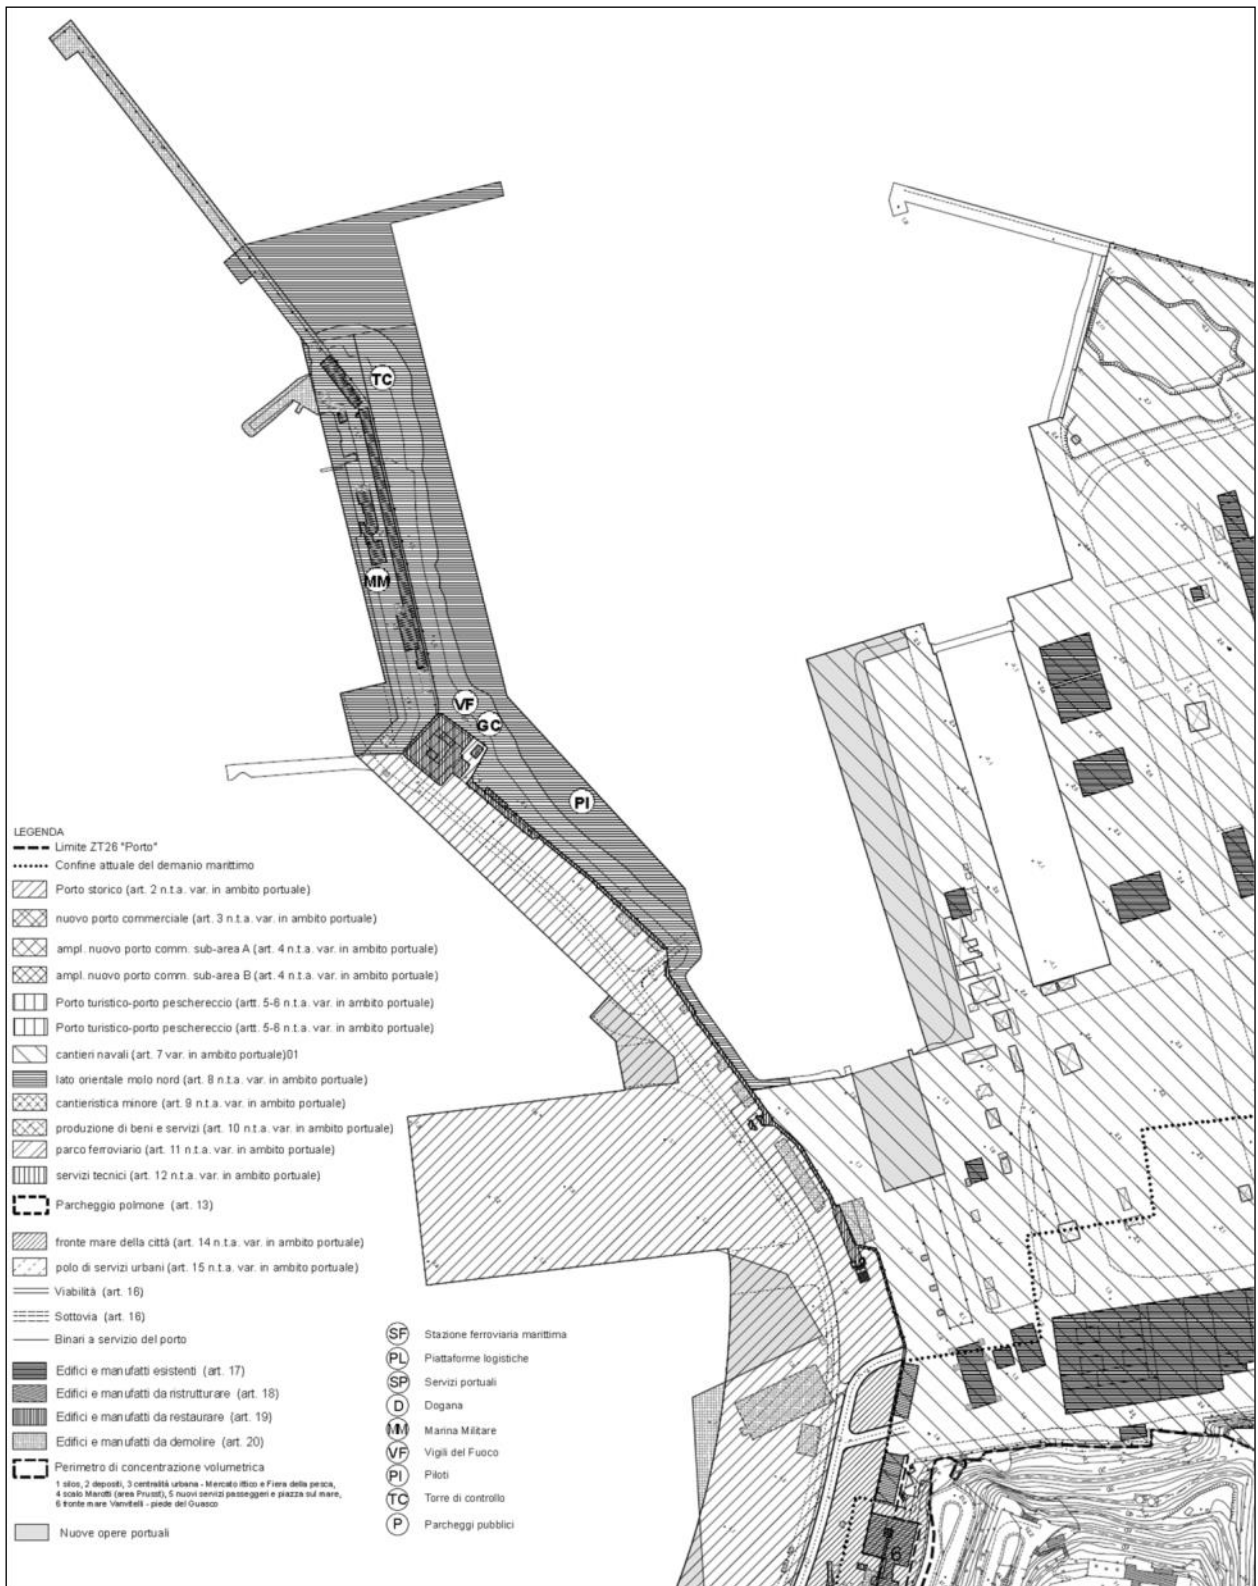 TC
MM
VF
GC
PI
LEGENDA
Limite ZT26 "Porto"
Confine attuale del demanio marittimo
Porto storico (art. 2 n.t.a. var. in ambito portuale)
nuovo porto commerciale (art. 3 n.t.a. var. in ambito portuale)
ampl. nuovo porto comm. sub-area A (art. 4 n.t.a. var. in ambito portuale)
ampl. nuovo porto comm. sub-area B (art. 4 n.t.a. var. in ambito portuale)
Porto turistico-porto peschereccio (artt. 5-6 n.t.a. var. in ambito portuale)
Porto turistico-porto peschereccio (artt. 5-6 n.t.a. var. in ambito portuale)
cantieri navali (art. 7 var. in ambito portuale)01
lato orientale molo nord (art. 8 n.t.a. var. in ambito portuale)
cantieristica minore (art. 9 n.t.a. var. in ambito portuale)
produzione di beni e servizi (art. 10 n.t.a. var. in ambito portuale)
parco ferroviario (art. 11 n.t.a. var. in ambito portuale)
servizi tecnici (art. 12 n.t.a. var. in ambito portuale)
Parcheggio polmone (art. 13)
fronte mare della città (art. 14 n.t.a. var. in ambito portuale)
polo di servizi urbani (art. 15 n.t.a. var. in ambito portuale)
Viabilità (art. 16)
Sottovia (art. 16)
Binari a servizio del porto
Edifici e manufatti esistenti (art. 17)
Edifici e manufatti da ristrutturare (art. 18)
Edifici e manufatti da restaurare (art. 19)
Edifici e manufatti da demolire (art. 20)
Perimetro di concentrazione volumetrica
1 silos, 2 depositi, 3 centralità urbana - Mercato ittico e Fiera della pesca,
4 scalo Marotti (area Prusst), 5 nuovi servizi passeggeri e piazza sul mare,
6 fronte mare Vanvitelli - piede del Guasco
Nuove opere portuali
SF Stazione ferroviaria marittima
PL Piattaforme logistiche
SP Servizi portuali
D Dogana
MM Marina Militare
VF Vigili del Fuoco
PI Piloti
TC Torre di controllo
P Parcheggi pubblici
6